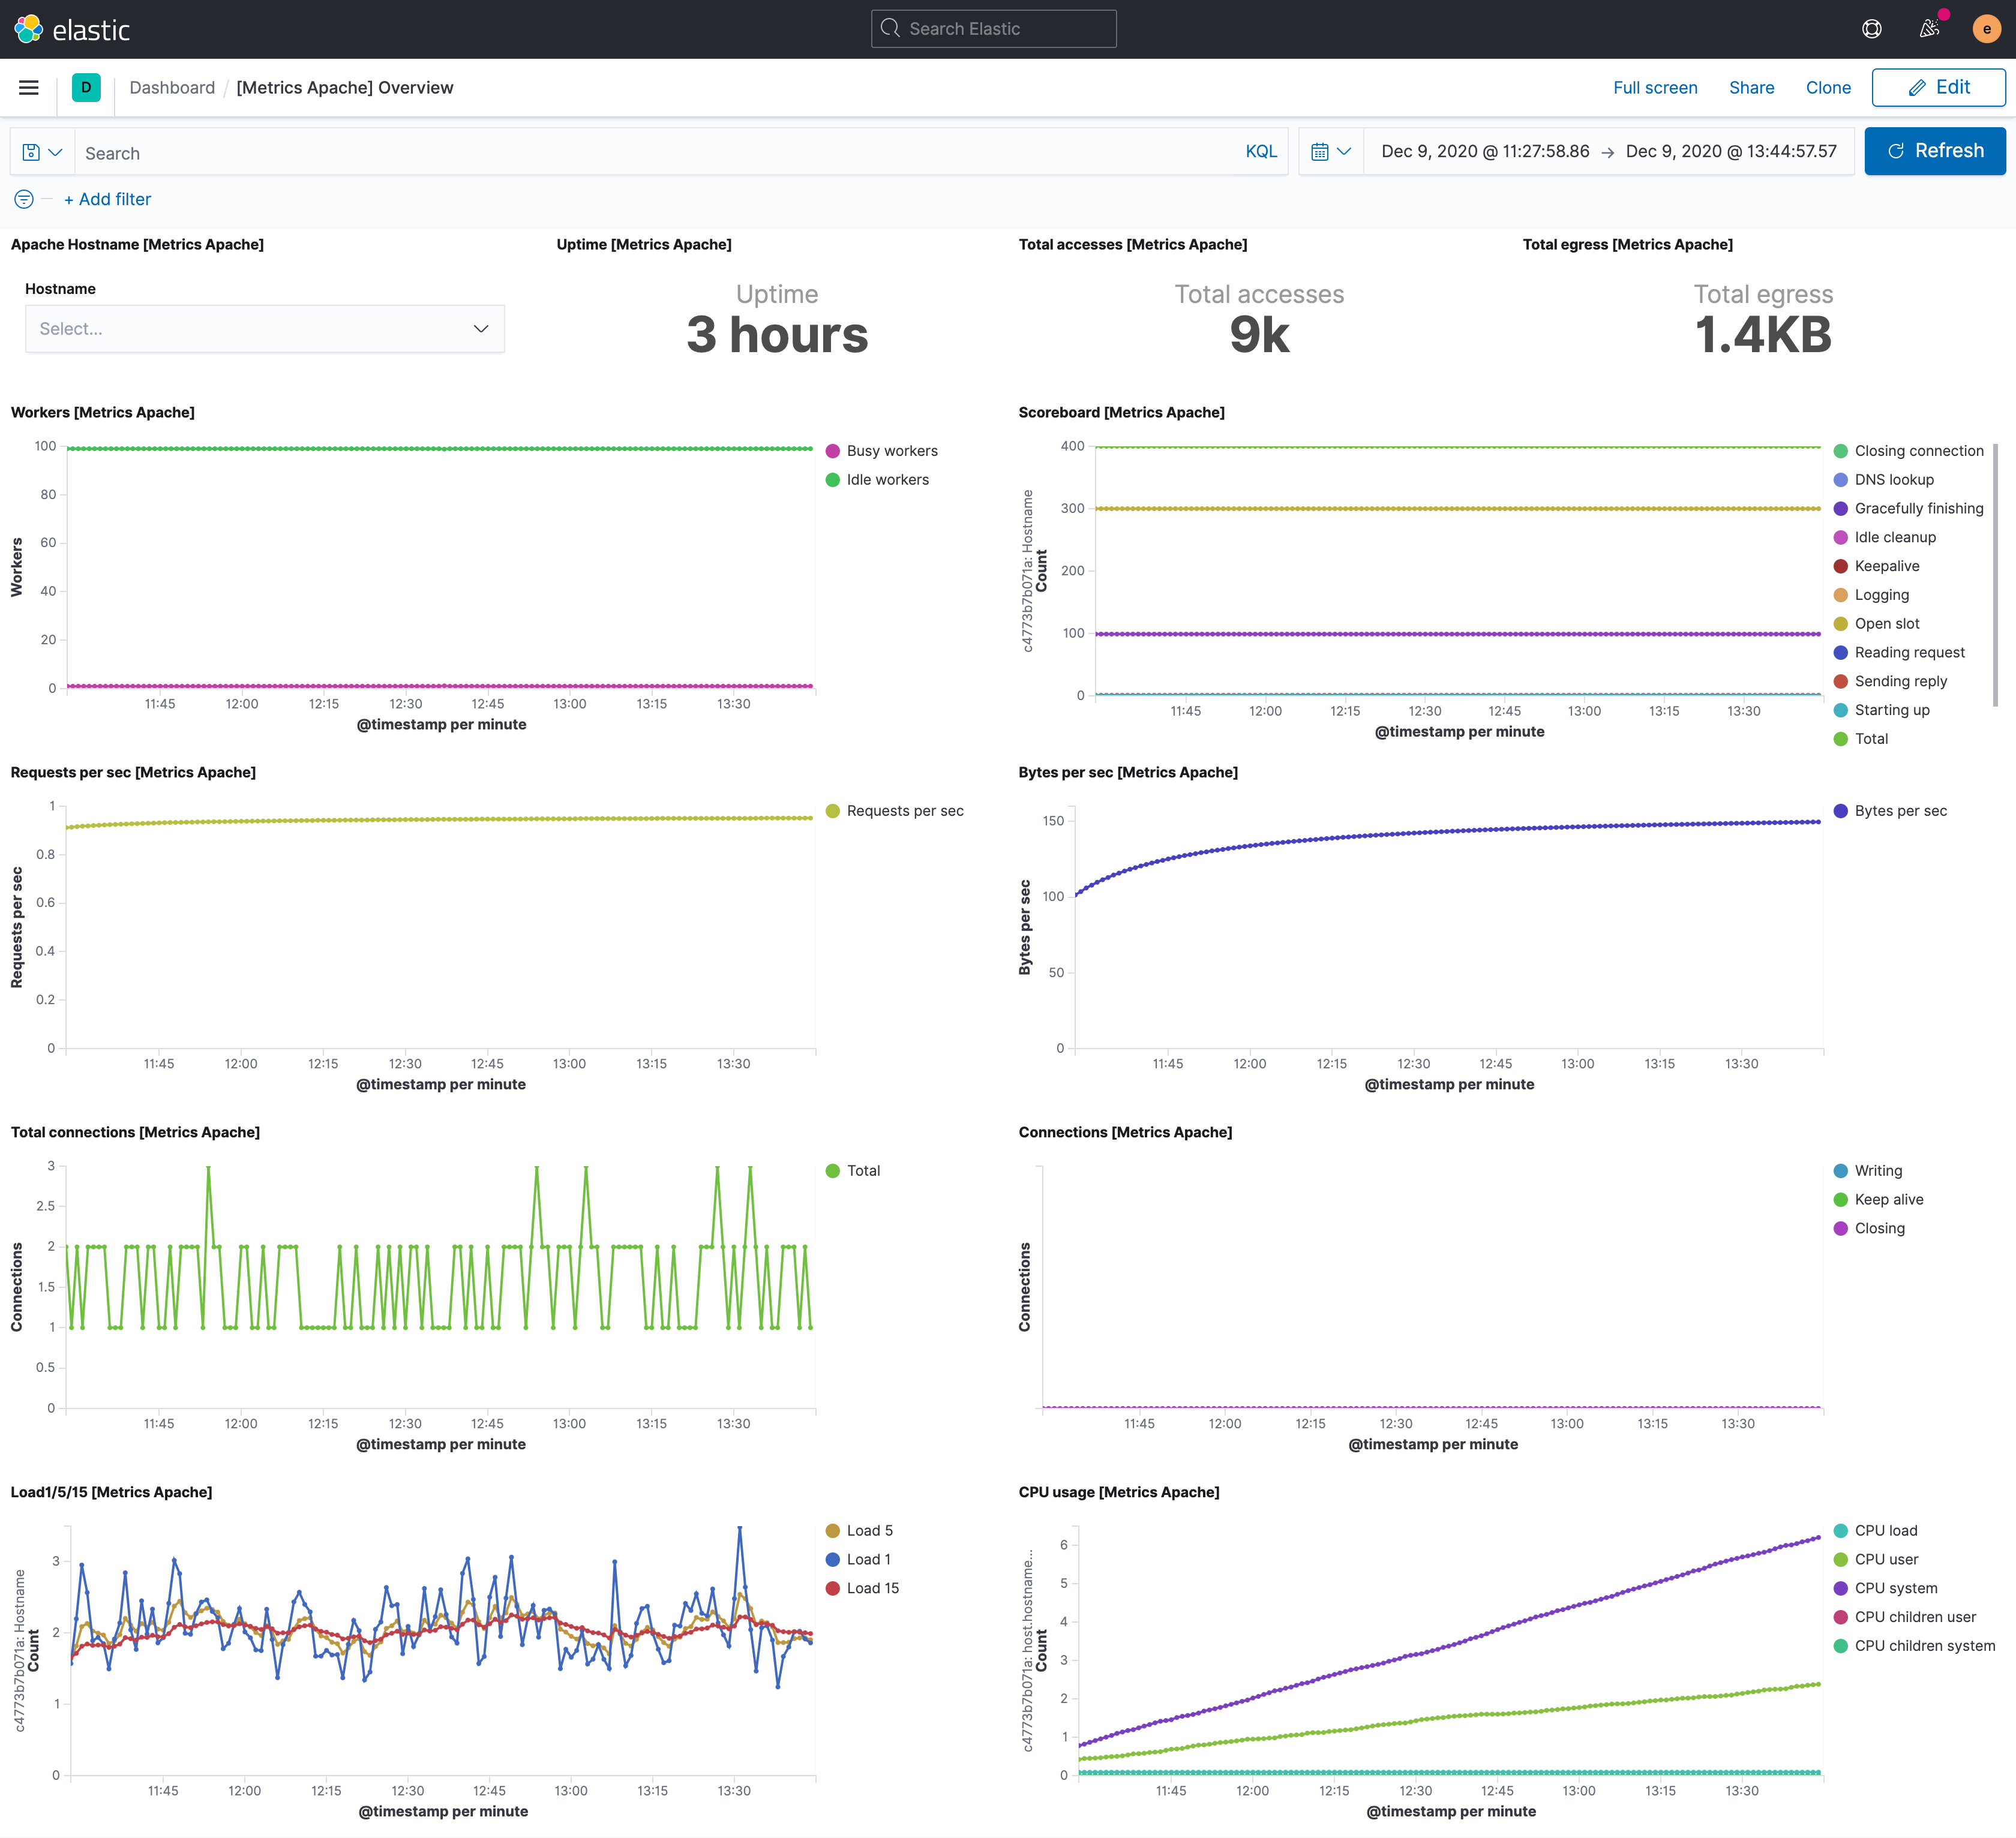 elastic
Search Elastic
e
D
Dashboard / [Metrics Apache] Overview
Full screen
Share
Clone
Edit
Search
KQL
Dec 9, 2020 @ 11:27:58.86 → Dec 9, 2020 @ 13:44:57.57
Refresh
+ Add filter
Apache Hostname [Metrics Apache]
Hostname
Select...
Uptime [Metrics Apache]
Uptime
3 hours
Total accesses [Metrics Apache]
Total accesses
9k
Total egress [Metrics Apache]
Total egress
1.4KB
Workers [Metrics Apache]
Workers
100
80
60
40
20
0
11:45 12:00 12:15 12:30 12:45 13:00 13:15 13:30
@timestamp per minute
Busy workers
Idle workers
Scoreboard [Metrics Apache]
c4773b7b071a: Hostname
Count
400
300
200
100
0
11:45 12:00 12:15 12:30 12:45 13:00 13:15 13:30
@timestamp per minute
Closing connection
DNS lookup
Gracefully finishing
Idle cleanup
Keepalive
Logging
Open slot
Reading request
Sending reply
Starting up
Total
Requests per sec [Metrics Apache]
Requests per sec
1
0.8
0.6
0.4
0.2
0
11:45 12:00 12:15 12:30 12:45 13:00 13:15 13:30
@timestamp per minute
Requests per sec
Bytes per sec [Metrics Apache]
Bytes per sec
150
100
50
0
11:45 12:00 12:15 12:30 12:45 13:00 13:15 13:30
@timestamp per minute
Bytes per sec
Total connections [Metrics Apache]
Connections
3
2.5
2
1.5
1
0.5
0
11:45 12:00 12:15 12:30 12:45 13:00 13:15 13:30
@timestamp per minute
Total
Connections [Metrics Apache]
Connections
11:45 12:00 12:15 12:30 12:45 13:00 13:15 13:30
@timestamp per minute
Writing
Keep alive
Closing
Load1/5/15 [Metrics Apache]
c4773b7b071a: Hostname
Count
3
2
1
0
11:45 12:00 12:15 12:30 12:45 13:00 13:15 13:30
@timestamp per minute
Load 5
Load 1
Load 15
CPU usage [Metrics Apache]
c4773b7b071a: host.hostname...
Count
6
5
4
3
2
1
0
11:45 12:00 12:15 12:30 12:45 13:00 13:15 13:30
@timestamp per minute
CPU load
CPU user
CPU system
CPU children user
CPU children system